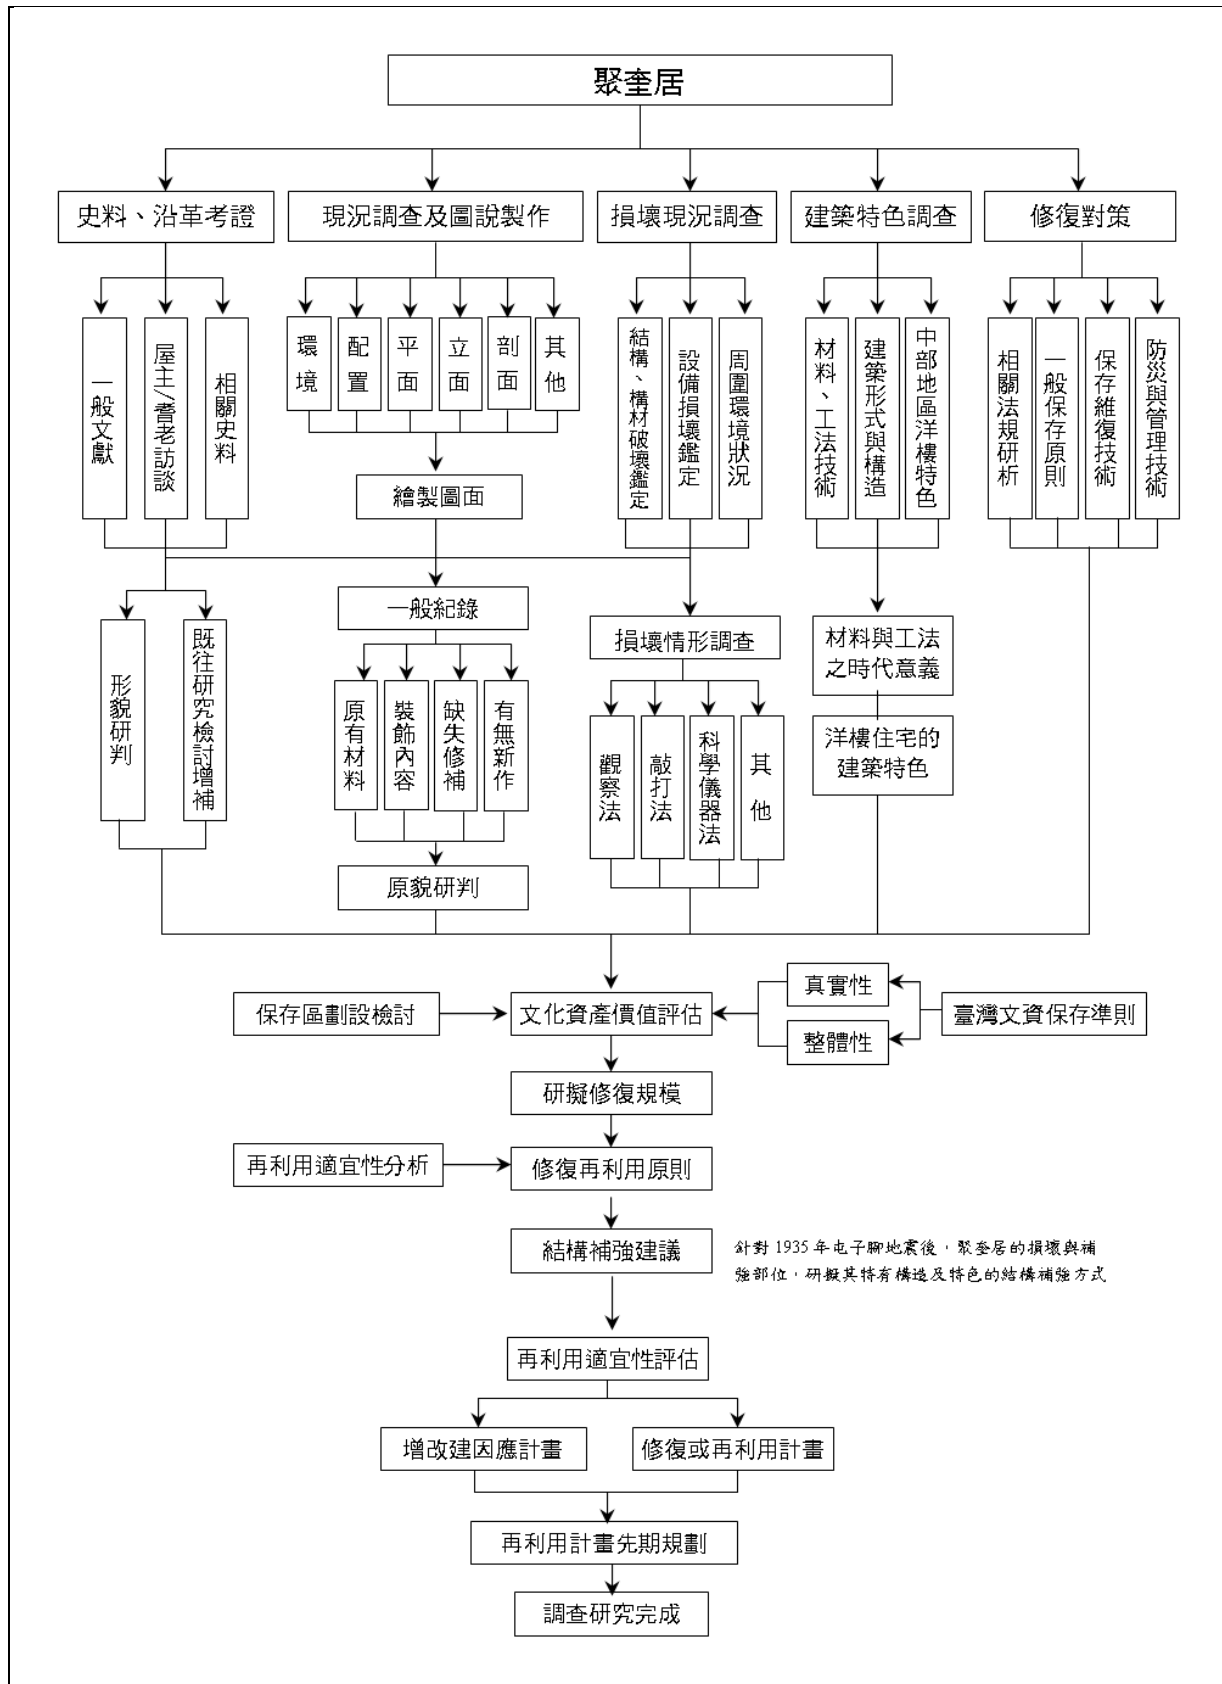 聚奎居
史料、沿革考證
現況調查及圖說製作
損壞現況調查
建築特色調查
修復對策
一般文獻
屋主/耆老訪談
相關史料
環境
配置
平面
立面
剖面
其他
結構、構材破壞鑑定
設備損壞鑑定
周圍環境狀況
材料、工法技術
建築形式與構造
中部地區洋樓特色
相關法規研析
一般保存原則
保存維復技術
防災與管理技術
繪製圖面
一般紀錄
形貌研判
既往研究檢討增補
原有材料
裝飾內容
缺失修補
有無新作
損壞情形調查
觀察法
敲打法
科學儀器法
其他
材料與工法
之時代意義
洋樓住宅的
建築特色
原貌研判
保存區劃設檢討
文化資產價值評估
真實性
整體性
臺灣文資保存準則
研擬修復規模
再利用適宜性分析
修復再利用原則
結構補強建議
針對 1935 年屯子腳地震後，聚奎居的損壞與補
強部位，研擬其特有構造及特色的結構補強方式
再利用適宜性評估
增改建因應計畫
修復或再利用計畫
再利用計畫先期規劃
調查研究完成